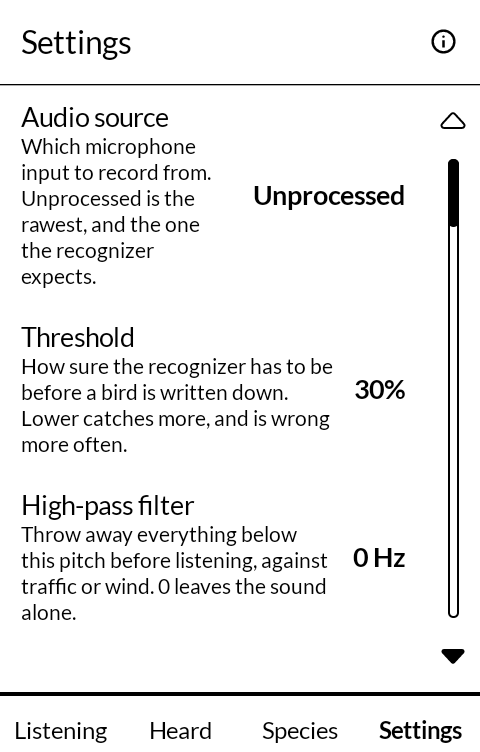 Settings
Audio source
Which microphone
input to record from.
Unprocessed is the
rawest, and the one
the recognizer
expects.
Unprocessed
Threshold
How sure the recognizer has to be
before a bird is written down.
Lower catches more, and is wrong
more often.
30%
High-pass filter
Throw away everything below
this pitch before listening, against
traffic or wind. 0 leaves the sound
alone.
0 Hz
Listening Heard Species Settings